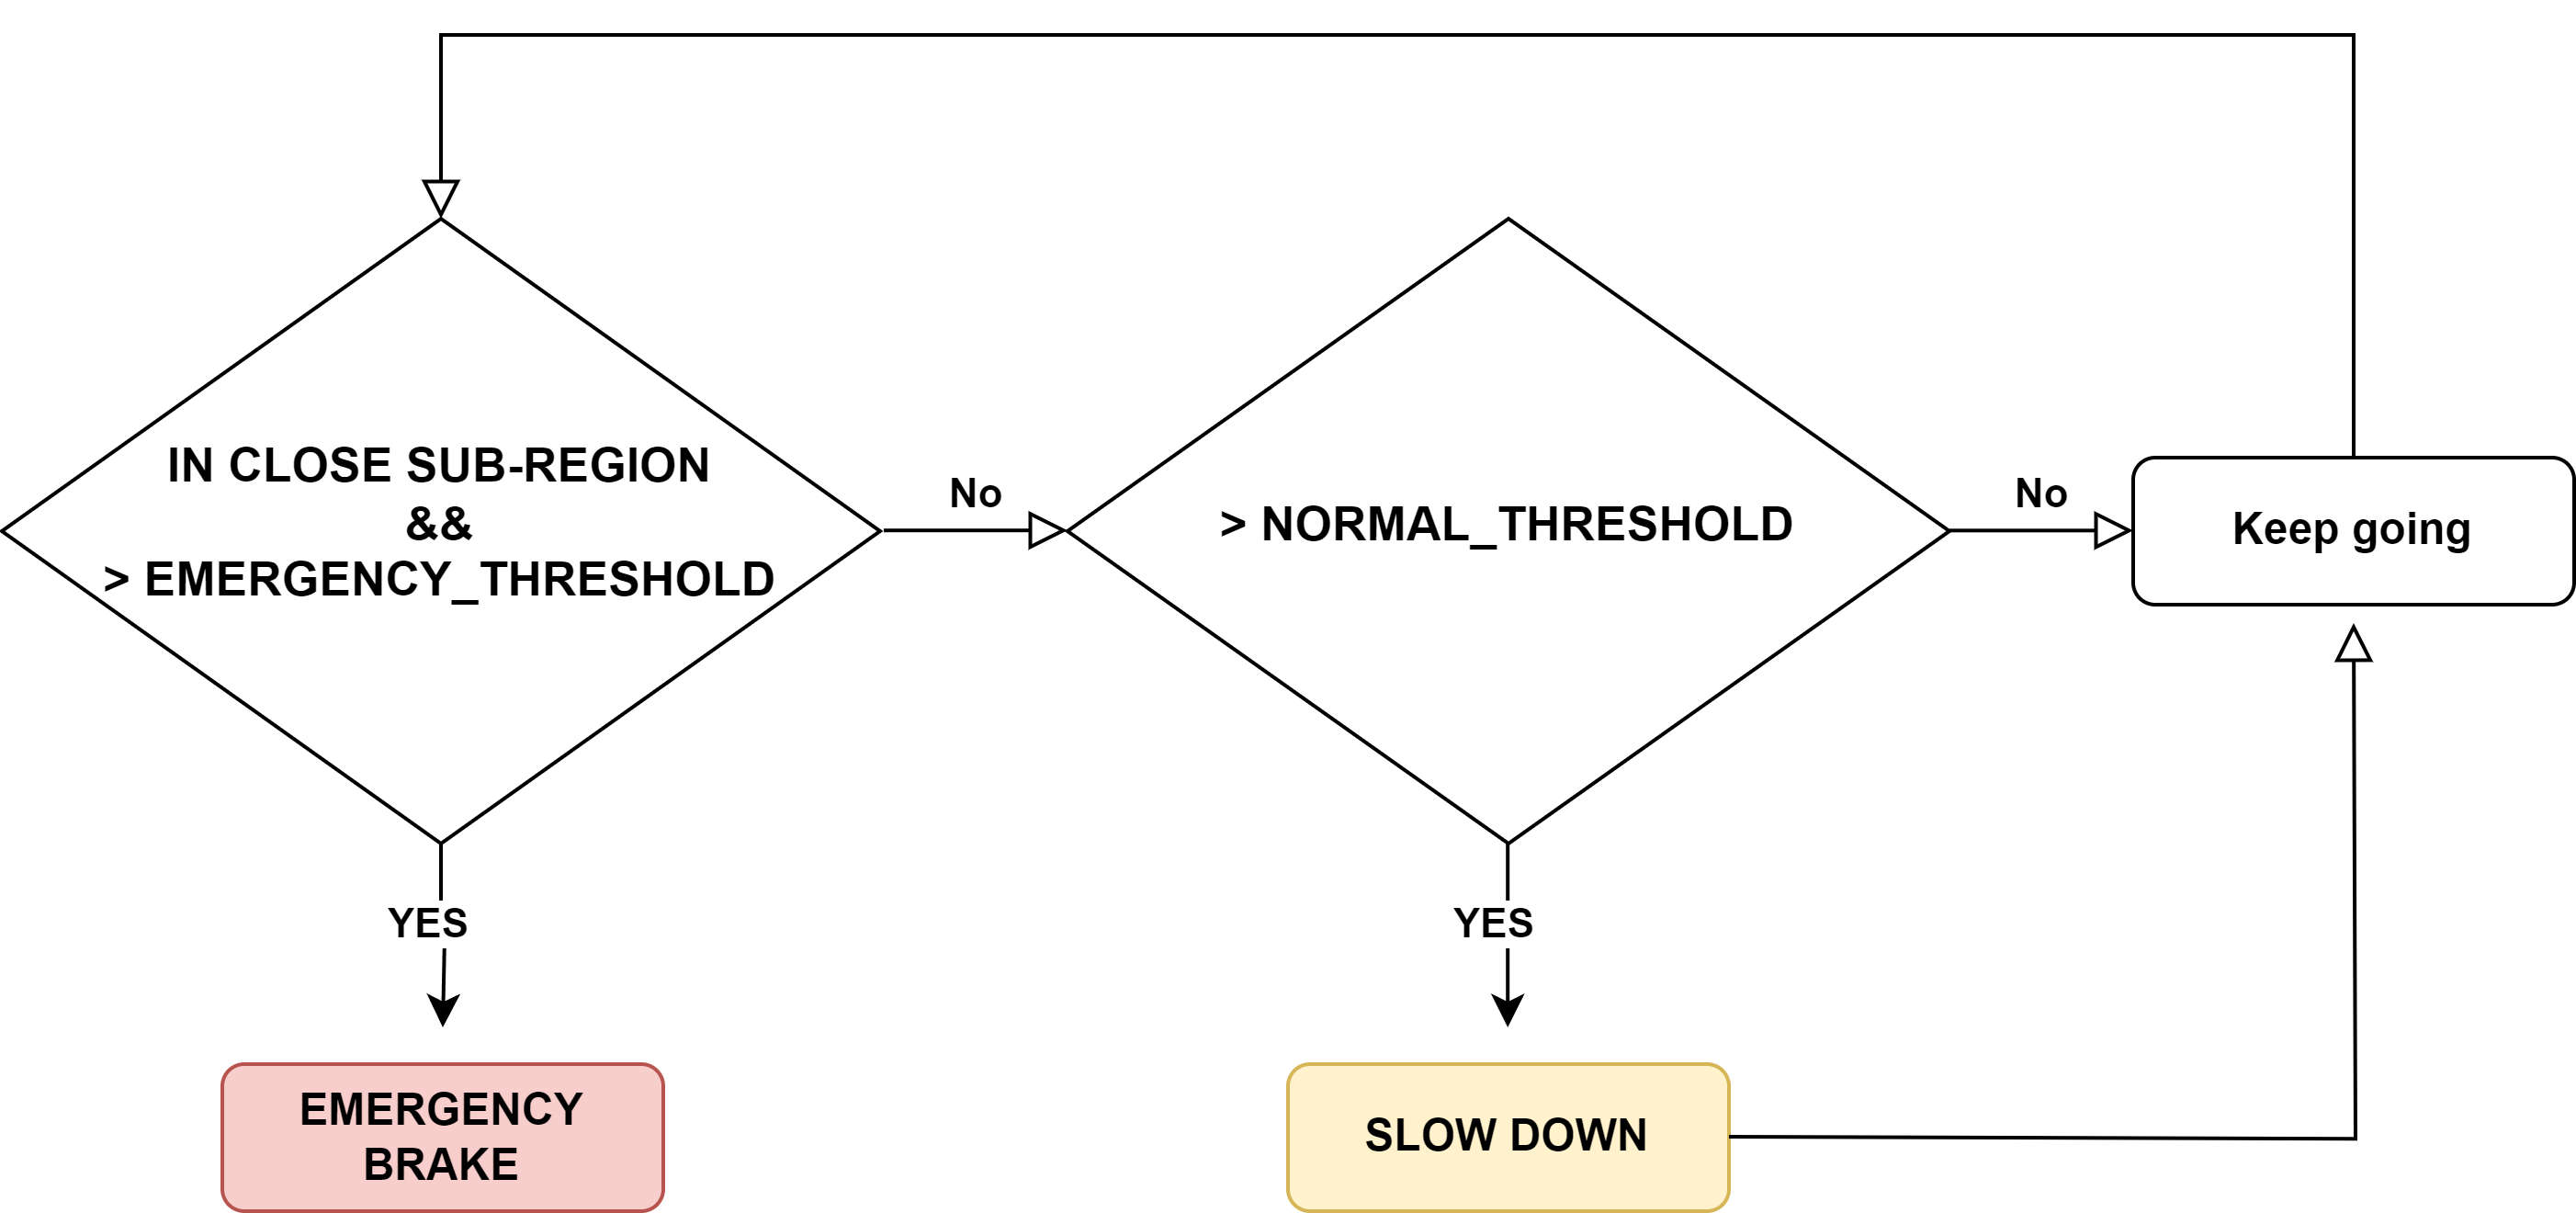 IN CLOSE SUB-REGION
&&
> EMERGENCY_THRESHOLD
No
> NORMAL_THRESHOLD
No
Keep going
YES
YES
EMERGENCY
BRAKE
SLOW DOWN